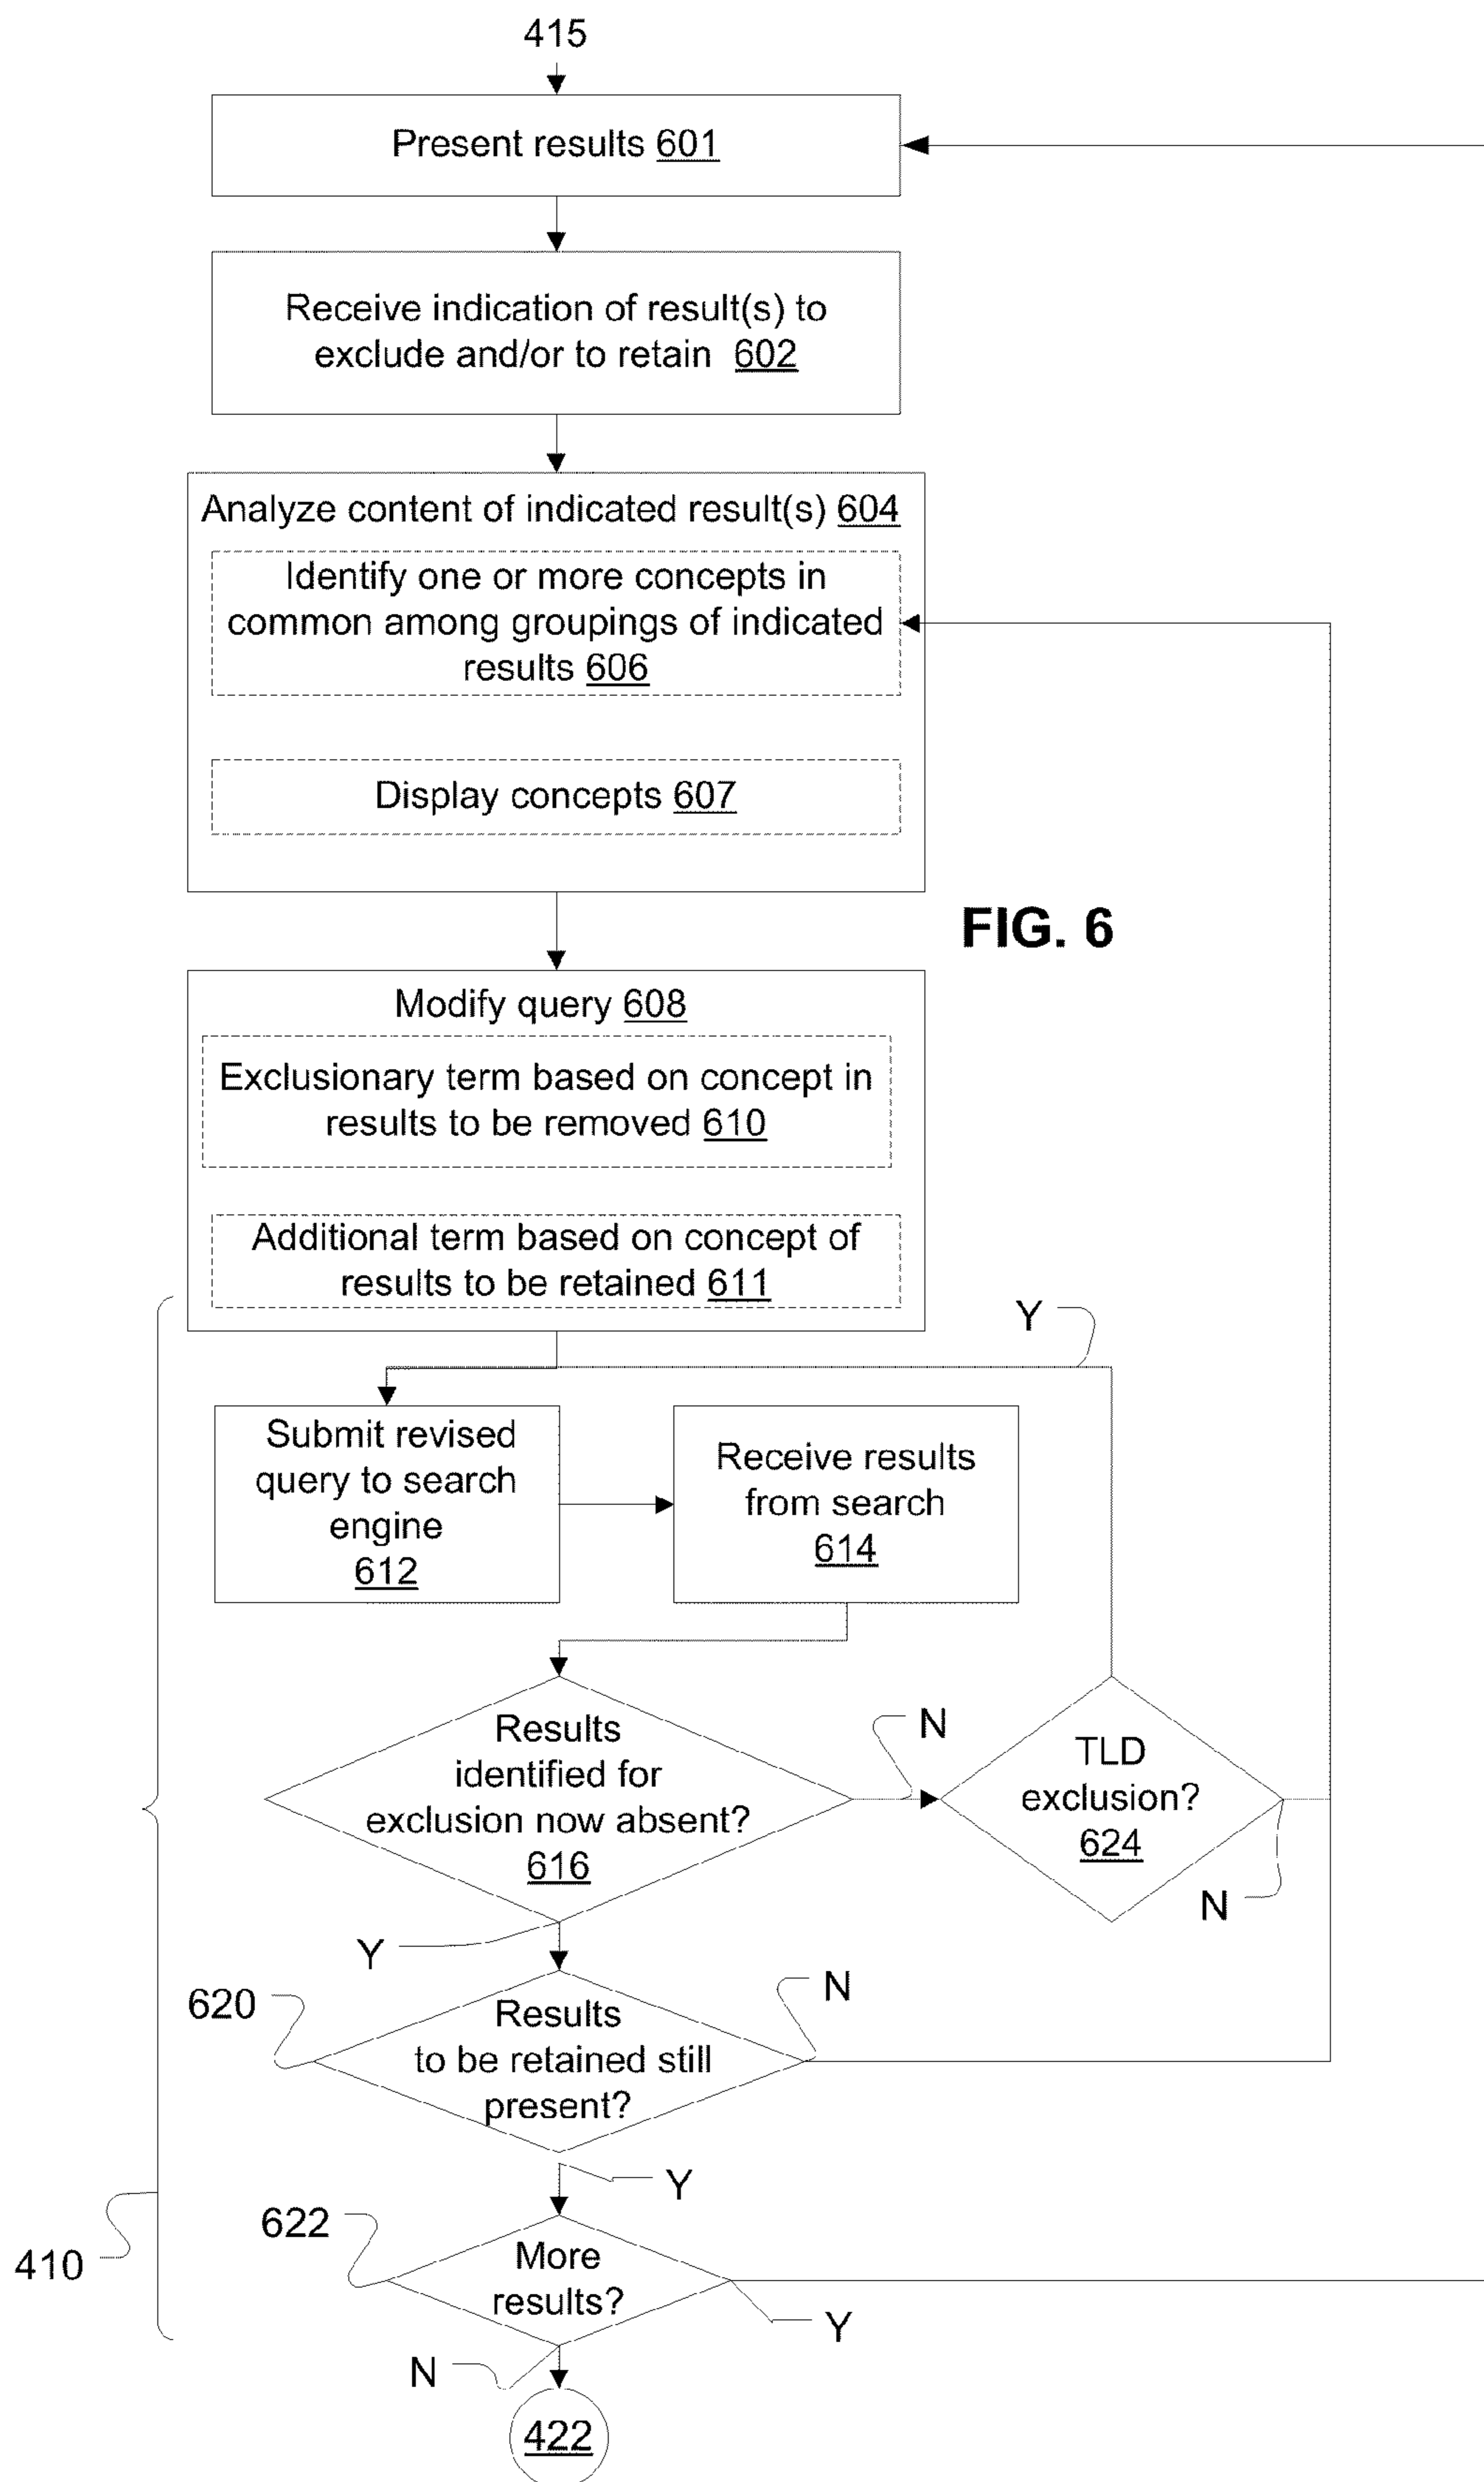 415
Present results 601
Receive indication of result(s) to
exclude and/or to retain 602
Analyze content of indicated result(s) 604
Identify one or more concepts in
common among groupings of indicated
results 606
Display concepts 607
FIG. 6
Modify query 608
Exclusionary term based on concept in
results to be removed 610
Additional term based on concept of
results to be retained 611
Y
Submit revised
query to search
engine
612
Receive results
from search
614
Results
identified for
exclusion now absent?
616
N
TLD
exclusion?
624
N
Y
620
Results
to be retained still
present?
N
Y
410
622
More
results?
Y
N
422